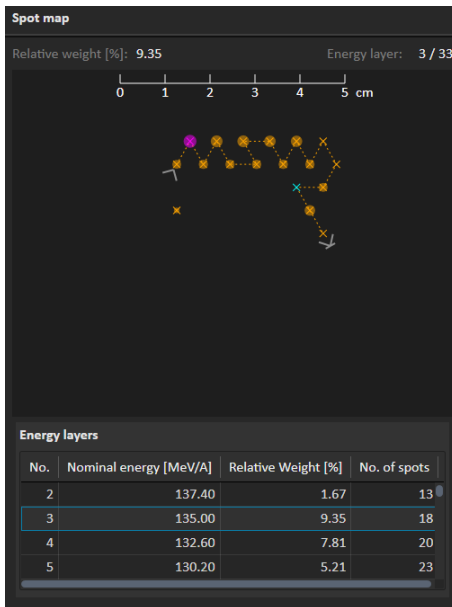 Spot map
Relative weight [%]: 9.35 Energy layer: 3 / 33
0 1 2 3 4 5 cm
Energy layers
No. Nominal energy [MeV/A] Relative Weight [%] No. of spots
2 137.40 1.67 13
3 135.00 9.35 18
4 132.60 7.81 20
5 130.20 5.21 23